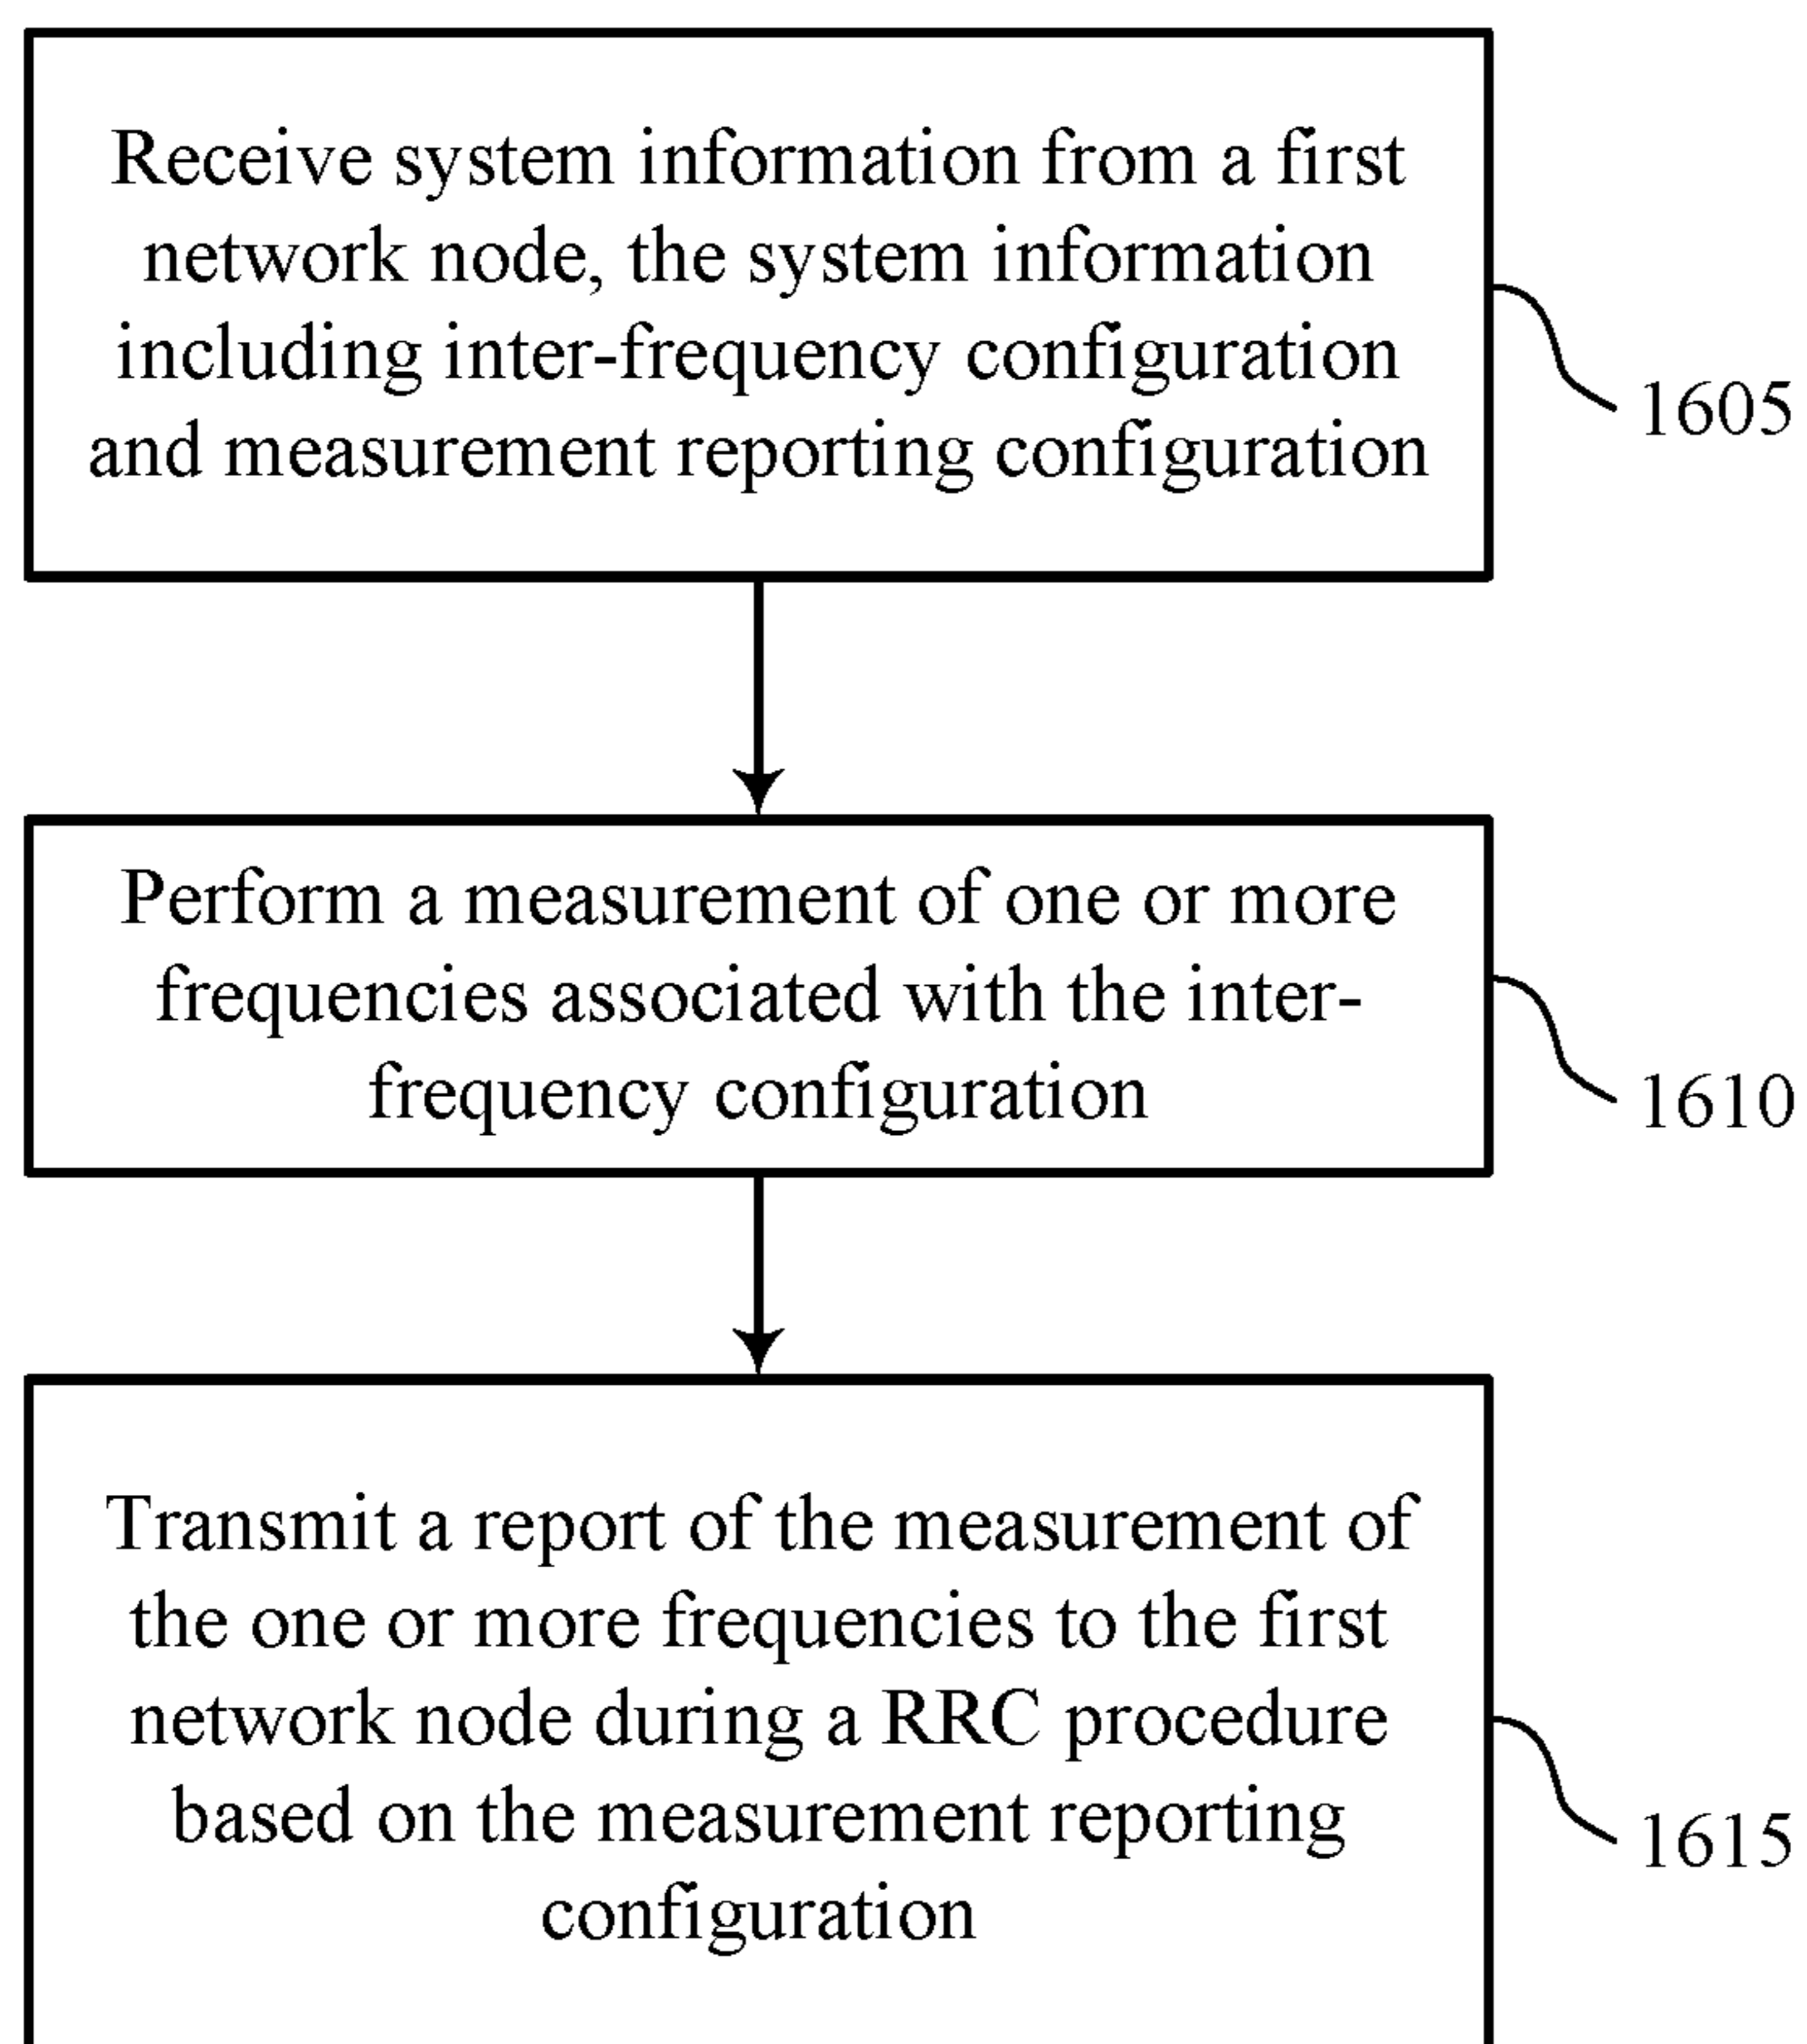 Receive system information from a first
network node, the system information
including inter-frequency configuration
and measurement reporting configuration
1605
Perform a measurement of one or more
frequencies associated with the inter-
frequency configuration
1610
Transmit a report of the measurement of
the one or more frequencies to the first
network node during a RRC procedure
based on the measurement reporting
configuration
1615